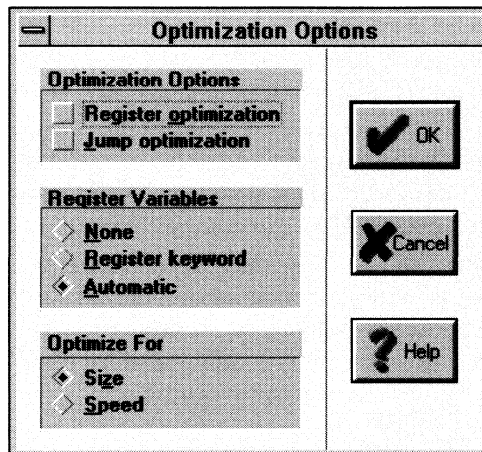 Optimization Options
Optimization Options
Register optimization
Jump optimization
Register Variables
None
Register keyword
Automatic
Optimize For
Size
Speed
OK
Cancel
Help